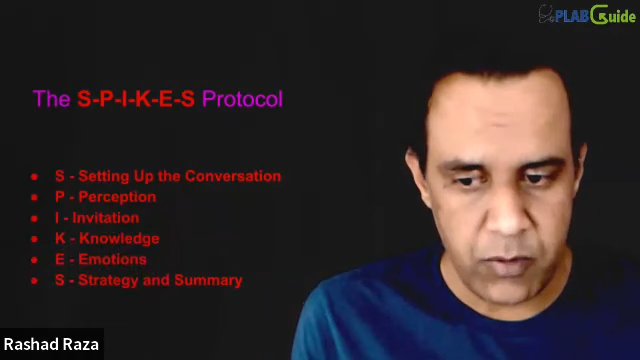 PLAB Guide
The S-P-I-K-E-S Protocol
● S - Setting Up the Conversation
● P - Perception
● I - Invitation
● K - Knowledge
● E - Emotions
● S - Strategy and Summary
Rashad Raza